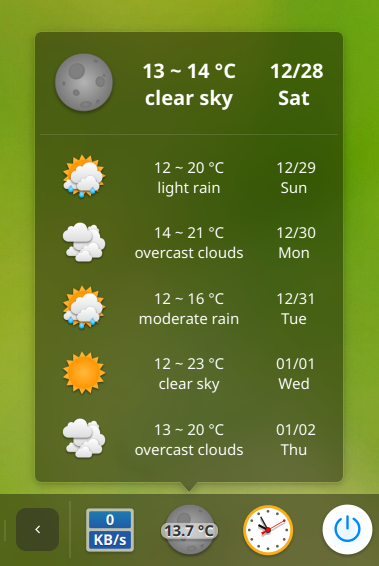 13 ~ 14 °C 12/28
clear sky Sat
12 ~ 20 °C 12/29
light rain Sun
14 ~ 21 °C 12/30
overcast clouds Mon
12 ~ 16 °C 12/31
moderate rain Tue
12 ~ 23 °C 01/01
clear sky Wed
13 ~ 20 °C 01/02
overcast clouds Thu
0
KB/s
13.7 °C